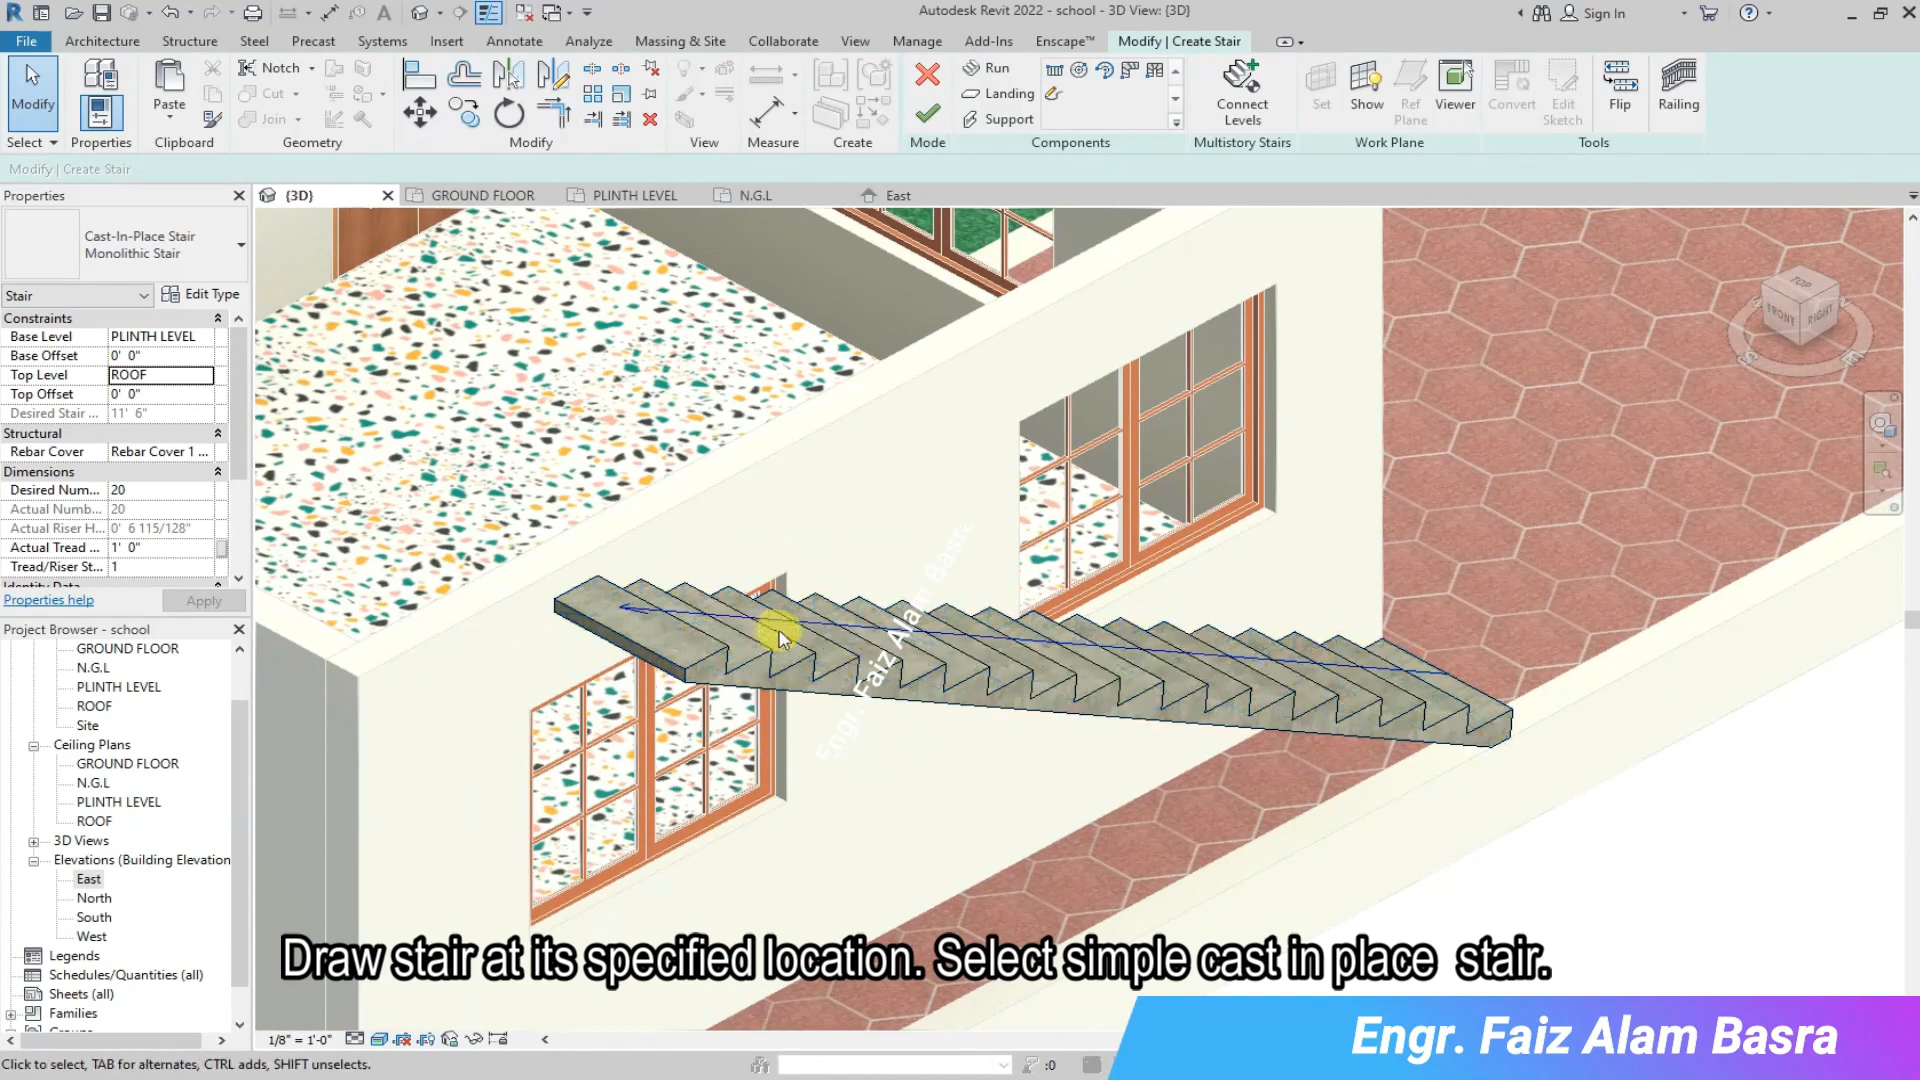 Autodesk Revit 2022 - school - 3D View: {3D}
Sign In
File Architecture Structure Steel Precast Systems Insert Annotate Analyze Massing & Site Collaborate View Manage Add-Ins Enscape™ Modify | Create Stair
Modify
Paste
Notch
Cut
Join
Run
Landing
Support
Connect
Levels
Set
Show
Ref
Plane
Viewer
Convert
Edit
Sketch
Flip
Railing
Select Properties Clipboard Geometry Modify View Measure Create Mode Components Multistory Stairs Work Plane Tools
Modify | Create Stair
Properties
{3D} GROUND FLOOR PLINTH LEVEL N.G.L East
Cast-In-Place Stair
Monolithic Stair
Stair Edit Type
Constraints
Base Level PLINTH LEVEL
Base Offset 0' 0"
Top Level ROOF
Top Offset 0' 0"
Desired Stair ... 11' 6"
Structural
Rebar Cover Rebar Cover 1 ...
Dimensions
Desired Num... 20
Actual Numb... 20
Actual Riser H... 0' 6 115/128"
Actual Tread ... 1' 0"
Tread/Riser St... 1
Identity Data
Properties help Apply
Project Browser - school
GROUND FLOOR
N.G.L
PLINTH LEVEL
ROOF
Site
Ceiling Plans
GROUND FLOOR
N.G.L
PLINTH LEVEL
ROOF
3D Views
Elevations (Building Elevation
East
North
South
West
Legends
Schedules/Quantities (all)
Sheets (all)
Families
TOP
FRONT
RIGHT
S
E
Engr. Faiz Alam Basra
Draw stair at its specified location. Select simple cast in place stair.
1/8" = 1'-0"
Engr. Faiz Alam Basra
Click to select, TAB for alternates, CTRL adds, SHIFT unselects.
:0